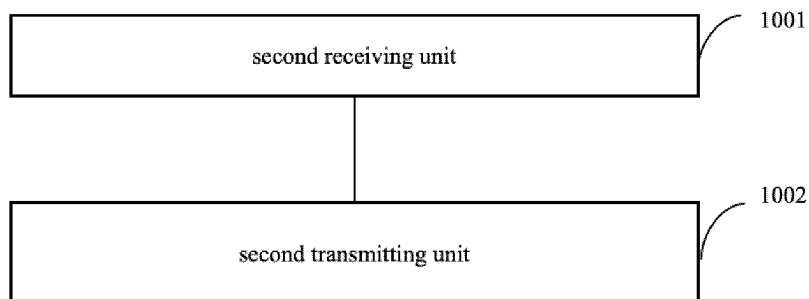 1001
second receiving unit
1002
second transmitting unit